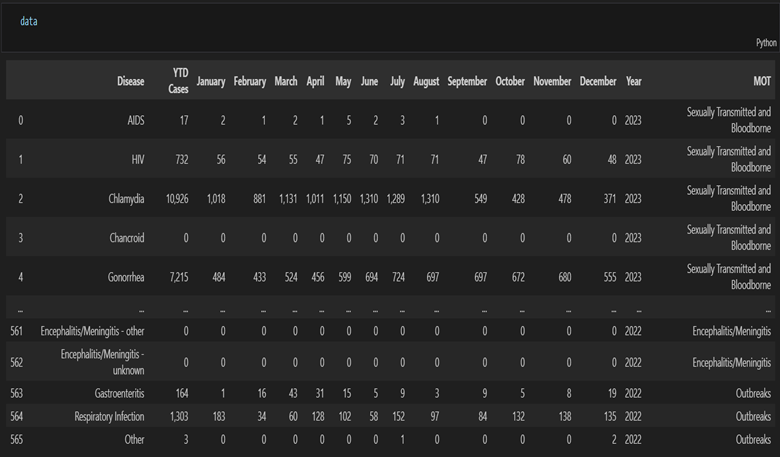 data
Python
Disease YTD Cases January February March April May June July August September October November December Year MOT
0 AIDS 17 2 1 2 1 5 2 3 1 0 0 0 0 2023 Sexually Transmitted and Bloodborne
1 HIV 732 56 54 55 47 75 70 71 71 47 78 60 48 2023 Sexually Transmitted and Bloodborne
2 Chlamydia 10,926 1,018 881 1,131 1,011 1,150 1,310 1,289 1,310 549 428 478 371 2023 Sexually Transmitted and Bloodborne
3 Chancroid 0 0 0 0 0 0 0 0 0 0 0 0 0 2023 Sexually Transmitted and Bloodborne
4 Gonorrhea 7,215 484 433 524 456 599 694 724 697 697 672 680 555 2023 Sexually Transmitted and Bloodborne
... ... ... ... ... ... ... ... ... ... ... ... ... ... ... ... ...
561 Encephalitis/Meningitis - other 0 0 0 0 0 0 0 0 0 0 0 0 0 2022 Encephalitis/Meningitis
562 Encephalitis/Meningitis - unknown 0 0 0 0 0 0 0 0 0 0 0 0 0 2022 Encephalitis/Meningitis
563 Gastroenteritis 164 1 16 43 31 15 5 9 3 9 5 8 19 2022 Outbreaks
564 Respiratory Infection 1,303 183 34 60 128 102 58 152 97 84 132 138 135 2022 Outbreaks
565 Other 3 0 0 0 0 0 0 1 0 0 0 0 2 2022 Outbreaks